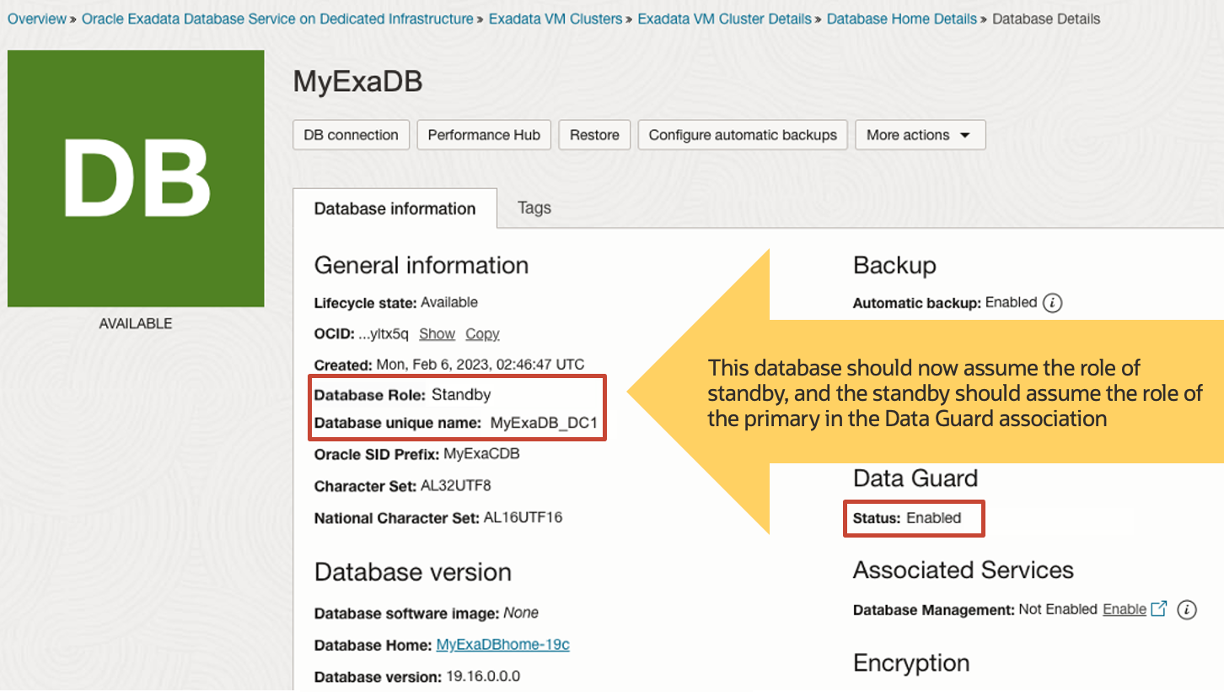 Overview » Oracle Exadata Database Service on Dedicated Infrastructure » Exadata VM Clusters » Exadata VM Cluster Details » Database Home Details » Database Details
DB
AVAILABLE
MyExaDB
DB connection
Performance Hub
Restore
Configure automatic backups
More actions
Database information
Tags
General information
Lifecycle state: Available
OCID: ...yltx5q Show Copy
Created: Mon, Feb 6, 2023, 02:46:47 UTC
Database Role: Standby
Database unique name: MyExaDB_DC1
Oracle SID Prefix: MyExaCDB
Character Set: AL32UTF8
National Character Set: AL16UTF16
Database version
Database software image: None
Database Home: MyExaDBhome-19c
Database version: 19.16.0.0.0
Backup
Automatic backup: Enabled i
This database should now assume the role of
standby, and the standby should assume the role of
the primary in the Data Guard association
Data Guard
Status: Enabled
Associated Services
Database Management: Not Enabled Enable i
Encryption